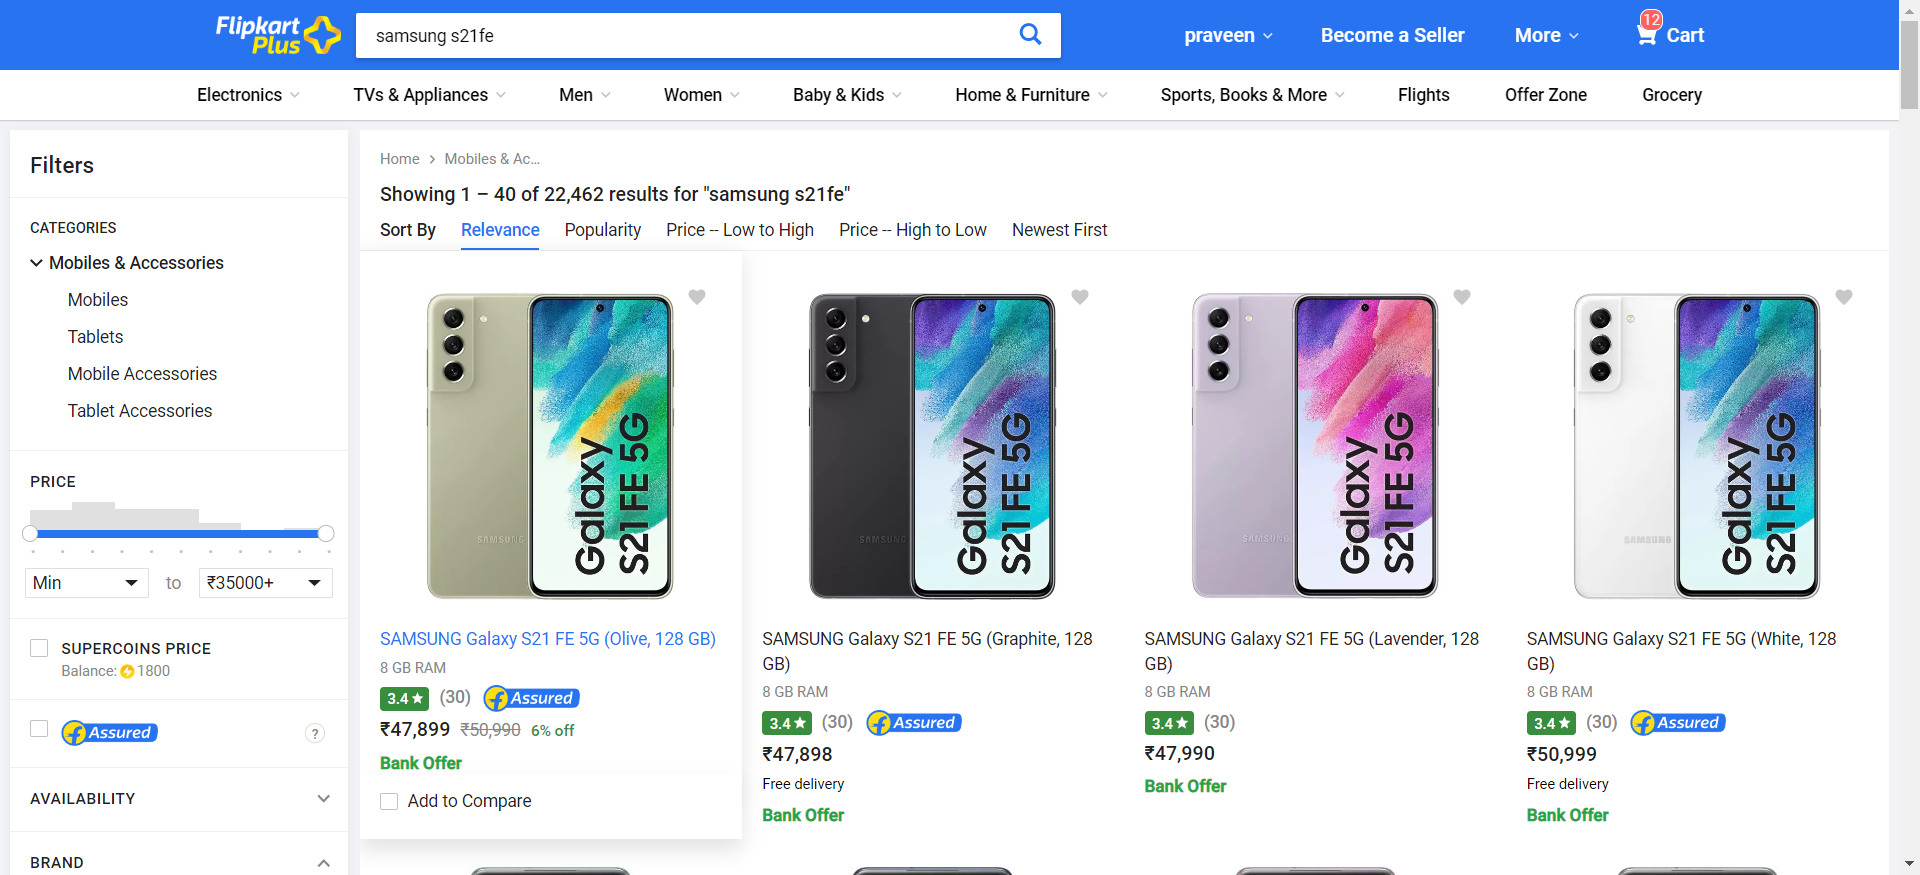 Flipkart
Plus
samsung s21fe
praveen
Become a Seller
More
12
Cart
Electronics
TVs & Appliances
Men
Women
Baby & Kids
Home & Furniture
Sports, Books & More
Flights
Offer Zone
Grocery
Filters
CATEGORIES
Mobiles & Accessories
Mobiles
Tablets
Mobile Accessories
Tablet Accessories
PRICE
Min
to
₹35000+
SUPERCOINS PRICE
Balance: 1800
Assured
?
AVAILABILITY
BRAND
Home
Mobiles & Ac...
Showing 1 – 40 of 22,462 results for "samsung s21fe"
Sort By
Relevance
Popularity
Price -- Low to High
Price -- High to Low
Newest First
SAMSUNG
Galaxy
S21 FE 5G
SAMSUNG Galaxy S21 FE 5G (Olive, 128 GB)
8 GB RAM
3.4
(30)
Assured
₹47,899 ₹50,990 6% off
Bank Offer
Add to Compare
SAMSUNG
Galaxy
S21 FE 5G
SAMSUNG Galaxy S21 FE 5G (Graphite, 128
GB)
8 GB RAM
3.4
(30)
Assured
₹47,898
Free delivery
Bank Offer
SAMSUNG
Galaxy
S21 FE 5G
SAMSUNG Galaxy S21 FE 5G (Lavender, 128
GB)
8 GB RAM
3.4
(30)
₹47,990
Bank Offer
SAMSUNG
Galaxy
S21 FE 5G
SAMSUNG Galaxy S21 FE 5G (White, 128
GB)
8 GB RAM
3.4
(30)
Assured
₹50,999
Free delivery
Bank Offer